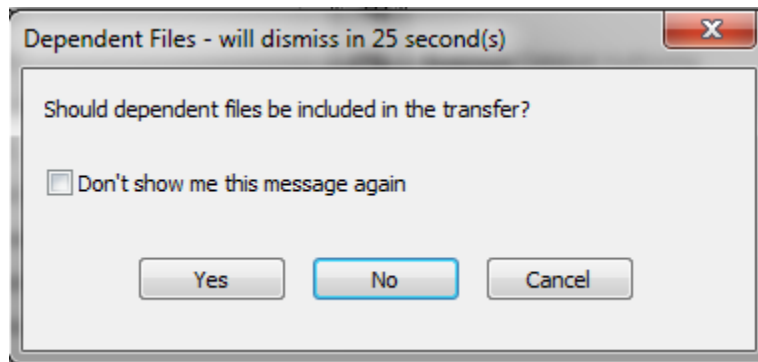 Dependent Files - will dismiss in 25 second(s)
Should dependent files be included in the transfer?
Don't show me this message again
Yes No Cancel